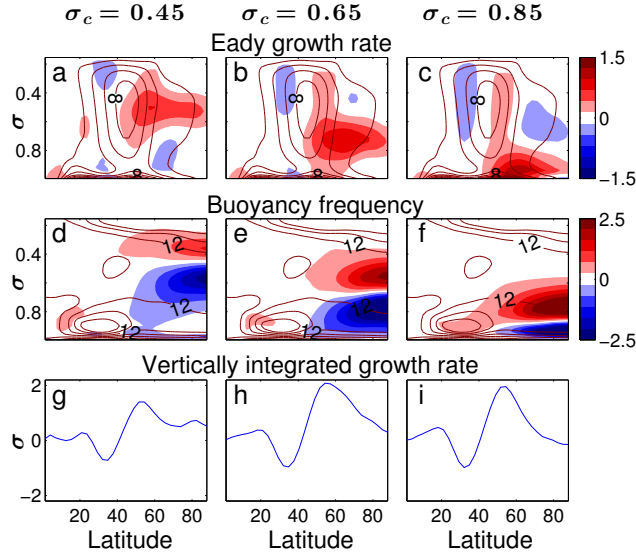 σc = 0.45 σc = 0.65 σc = 0.85
Eady growth rate
a b c
σ
0.4
0.8
8 8 8
8 8 8
1.5
0
−1.5
Buoyancy frequency
d e f
σ
0.4
0.8
12 12 12
12 12 12
12 12
2.5
0
−2.5
Vertically integrated growth rate
g h i
σ
2
0
−2
20 40 60 80 20 40 60 80 20 40 60 80
Latitude Latitude Latitude